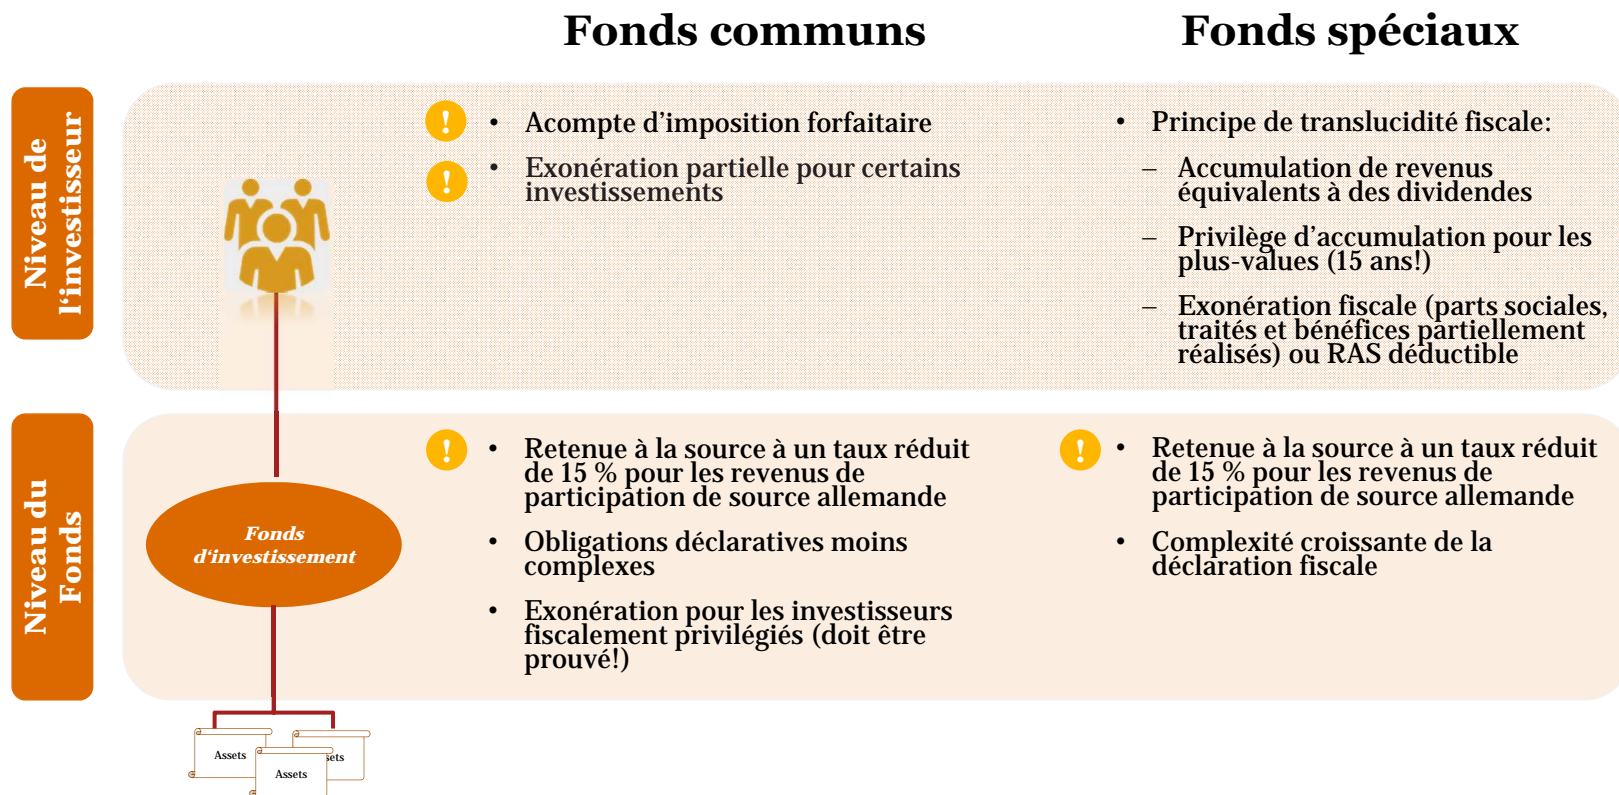 Fonds communs
Fonds spéciaux
Niveau de
l‘investisseur
!
• Acompte d’imposition forfaitaire
!
• Exonération partielle pour certains
investissements
• Principe de translucidité fiscale:
– Accumulation de revenus
équivalents à des dividendes
– Privilège d’accumulation pour les
plus-values (15 ans!)
– Exonération fiscale (parts sociales,
traités et bénéfices partiellement
réalisés) ou RAS déductible
Niveau du
Fonds
Fonds
d‘investissement
!
• Retenue à la source à un taux réduit
de 15 % pour les revenus de
participation de source allemande
• Obligations déclaratives moins
complexes
• Exonération pour les investisseurs
fiscalement privilégiés (doit être
prouvé!)
!
• Retenue à la source à un taux réduit
de 15 % pour les revenus de
participation de source allemande
• Complexité croissante de la
déclaration fiscale
Assets
sets
Assets